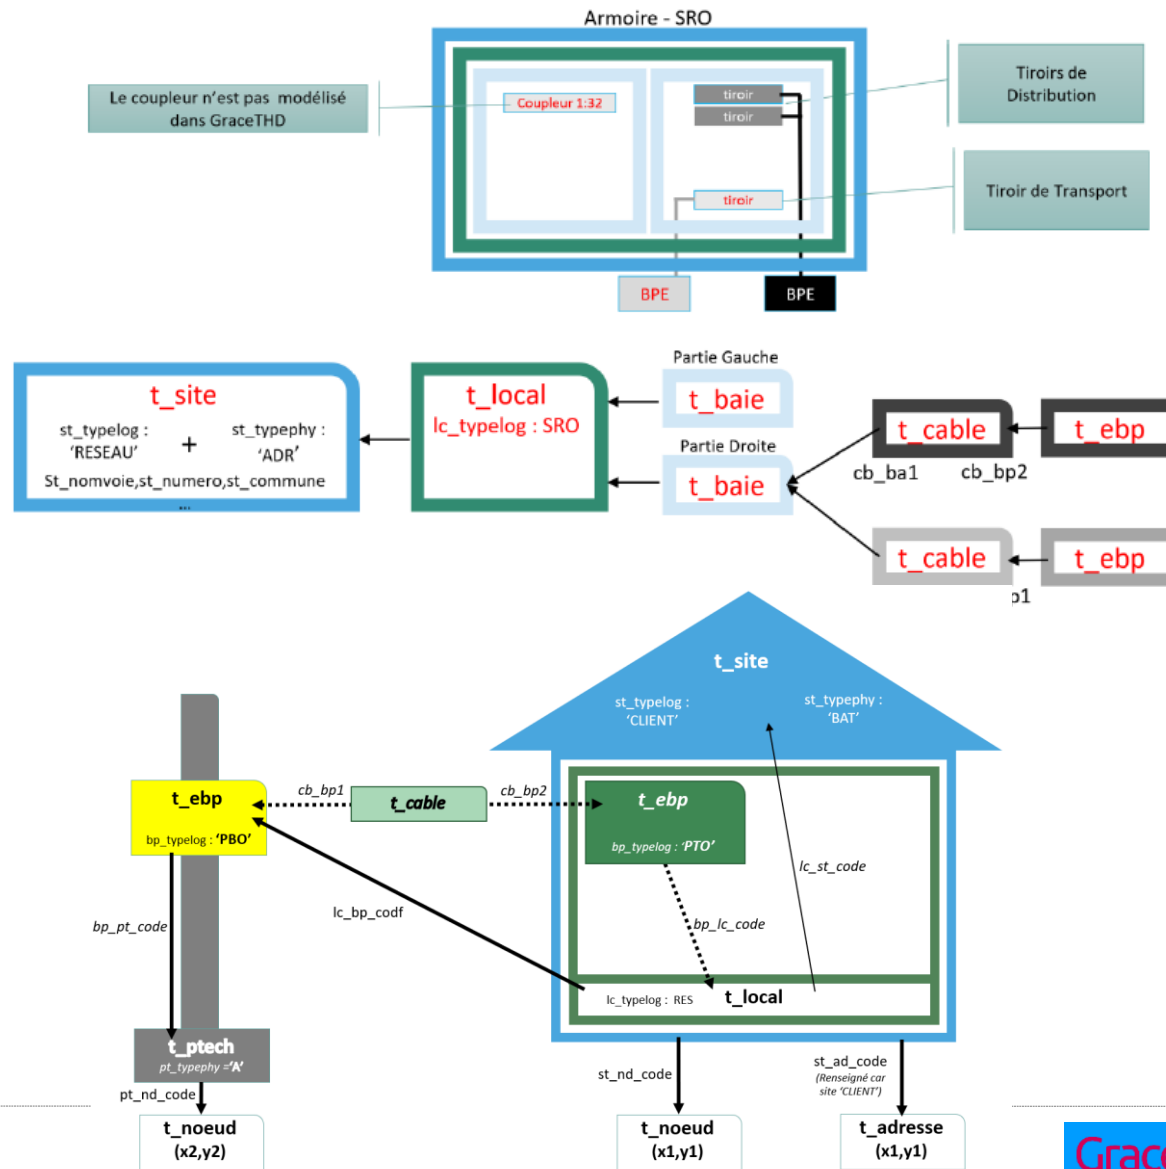 Armoire - SRO
Le coupleur n'est pas modélisé
dans GraceTHD
Coupleur 1:32
tiroir
tiroir
tiroir
Tiroirs de
Distribution
Tiroir de Transport
BPE
BPE
t_site
st_typelog :
'RESEAU'
+
st_typephy :
'ADR'
St_nomvoie,st_numero,st_commune
...
t_local
lc_typelog : SRO
Partie Gauche
t_baie
Partie Droite
t_baie
t_cable
t_ebp
cb_ba1
cb_bp2
t_cable
t_ebp
p1
t_site
st_typelog :
'CLIENT'
st_typephy :
'BAT'
t_ebp
bp_typelog : 'PBO'
cb_bp1
t_cable
cb_bp2
t_ebp
bp_typelog : 'PTO'
lc_st_code
bp_pt_code
lc_bp_codf
bp_lc_code
lc_typelog : RES
t_local
t_ptech
pt_typephy ='A'
pt_nd_code
st_nd_code
st_ad_code
(Renseigné car
site 'CLIENT')
t_noeud
(x2,y2)
t_noeud
(x1,y1)
t_adresse
(x1,y1)
Grace